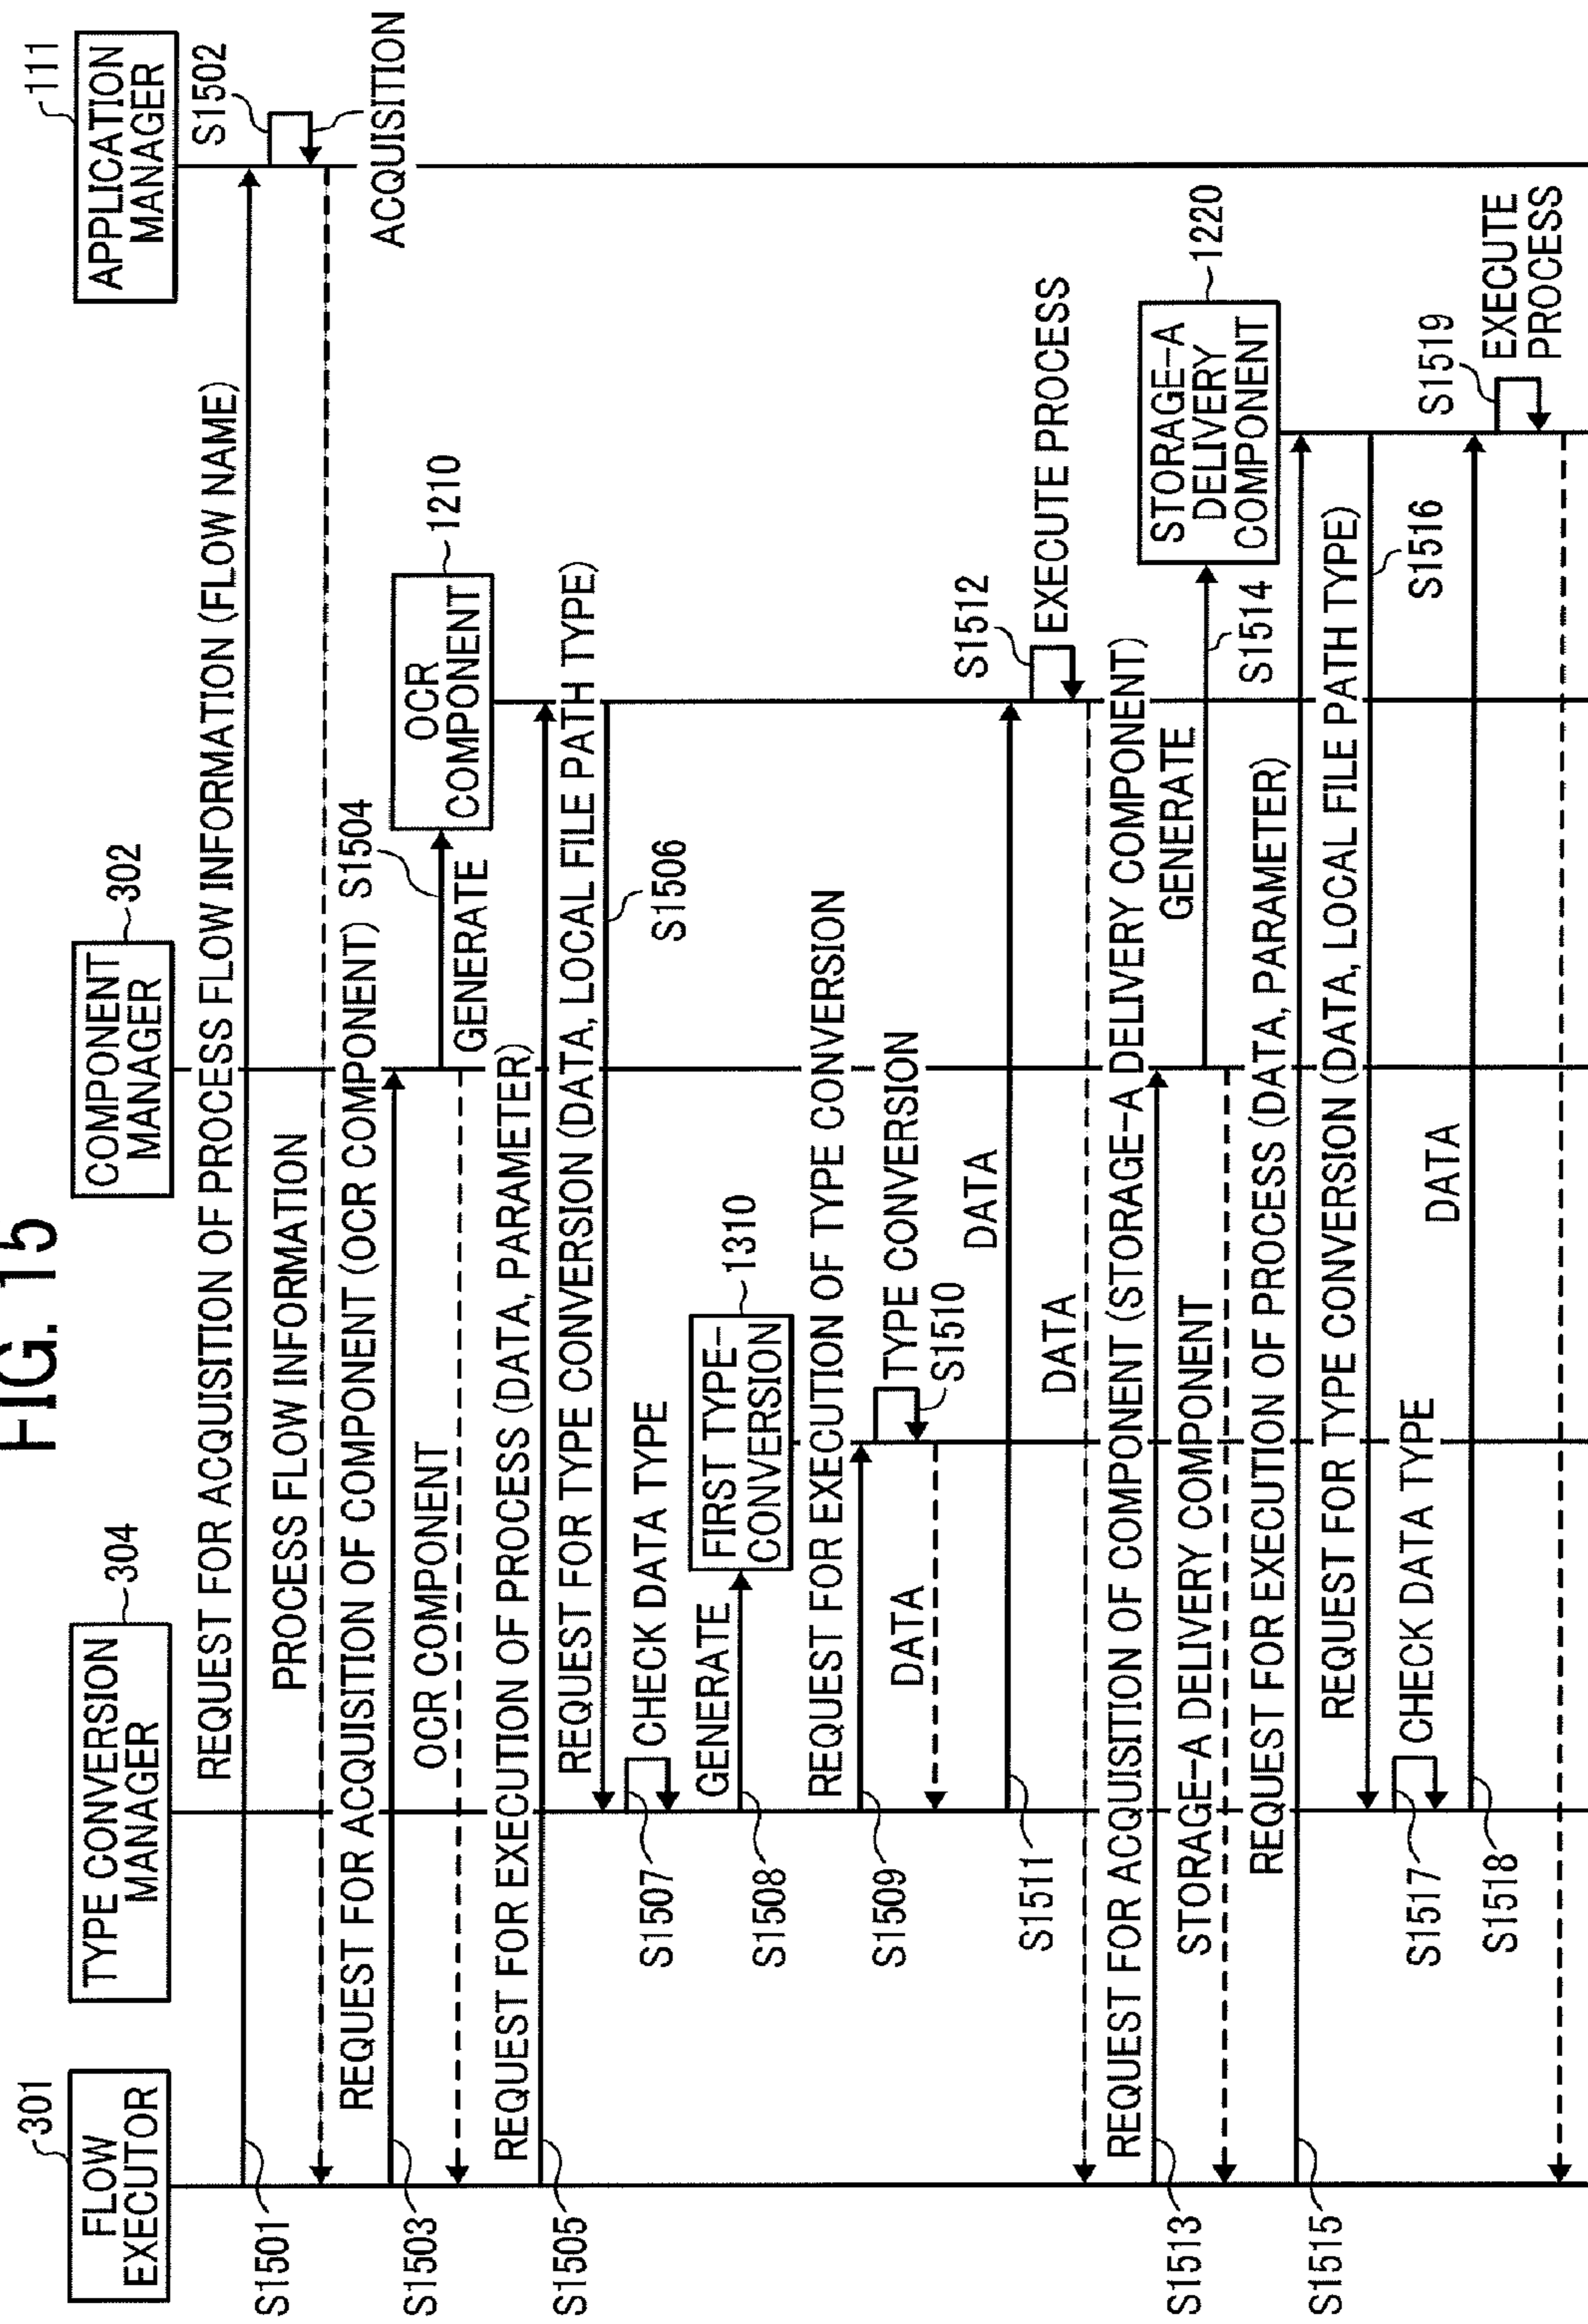 FIG. 15
301
FLOW
EXECUTOR
304
TYPE CONVERSION
MANAGER
302
COMPONENT
MANAGER
111
APPLICATION
MANAGER
S1501
REQUEST FOR ACQUISITION OF PROCESS FLOW INFORMATION (FLOW NAME)
S1502
ACQUISITION
PROCESS FLOW INFORMATION
S1503
REQUEST FOR ACQUISITION OF COMPONENT (OCR COMPONENT)
S1504
GENERATE
OCR
COMPONENT
1210
OCR COMPONENT
S1505
REQUEST FOR EXECUTION OF PROCESS (DATA, PARAMETER)
REQUEST FOR TYPE CONVERSION (DATA, LOCAL FILE PATH TYPE)
S1506
S1507
CHECK DATA TYPE
S1508
GENERATE
FIRST TYPE-
CONVERSION
1310
S1509
REQUEST FOR EXECUTION OF TYPE CONVERSION
TYPE CONVERSION
S1510
DATA
S1511
DATA
S1512
EXECUTE PROCESS
DATA
S1513
REQUEST FOR ACQUISITION OF COMPONENT (STORAGE-A DELIVERY COMPONENT)
GENERATE
S1514
STORAGE-A
DELIVERY
COMPONENT
1220
STORAGE-A DELIVERY COMPONENT
S1515
REQUEST FOR EXECUTION OF PROCESS (DATA, PARAMETER)
REQUEST FOR TYPE CONVERSION (DATA, LOCAL FILE PATH TYPE)
S1516
S1517
CHECK DATA TYPE
S1518
DATA
S1519
EXECUTE
PROCESS